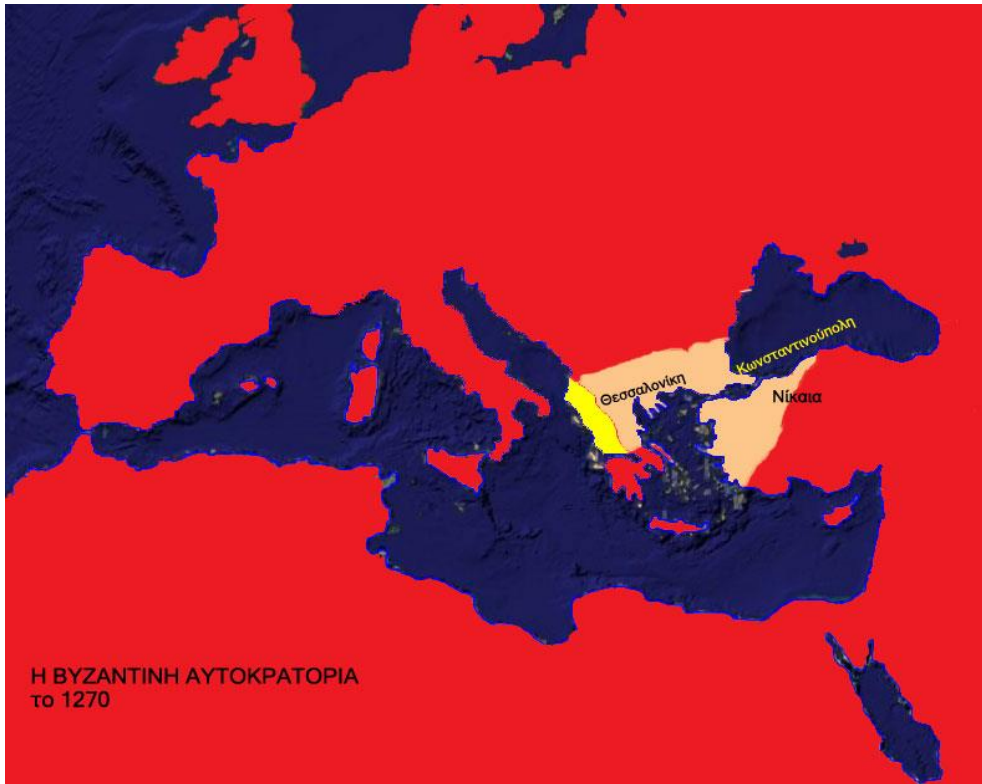 Κωνσταντινούπολη
Θεσσαλονίκη
Νίκαια
Η ΒΥΖΑΝΤΙΝΗ ΑΥΤΟΚΡΑΤΟΡΙΑ
το 1270